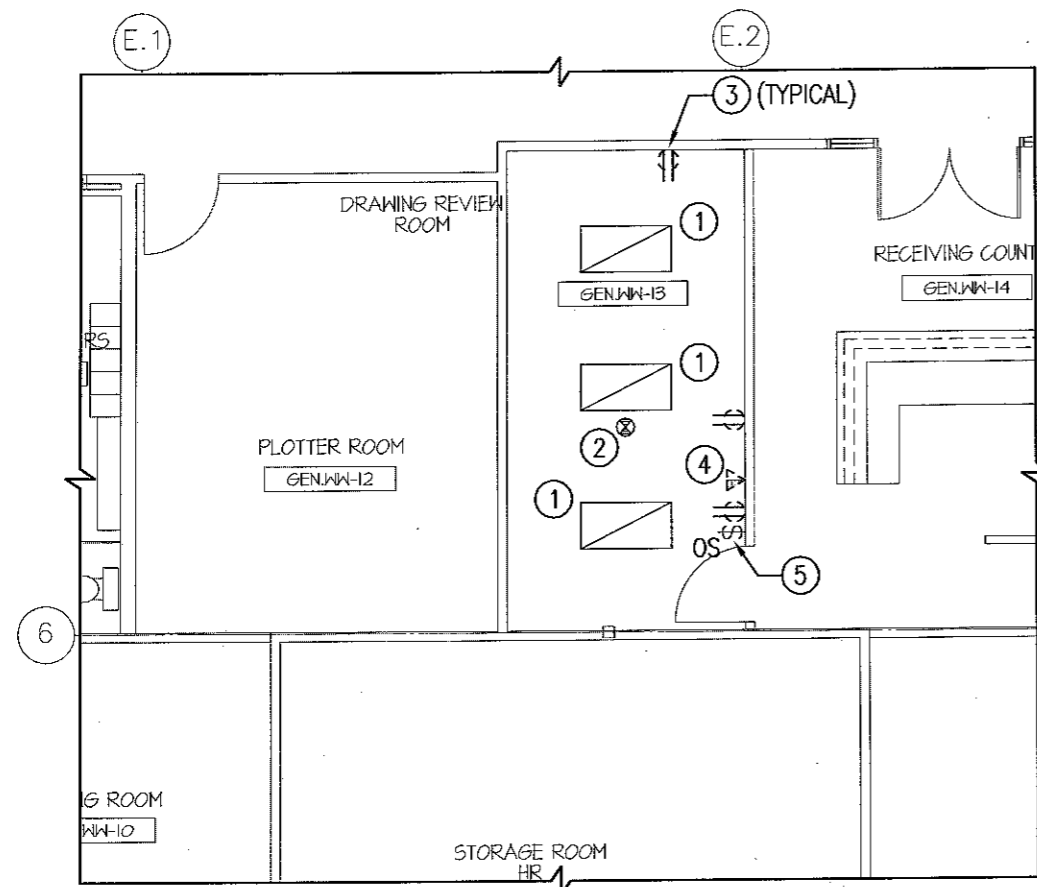 E.1
E.2
3 (TYPICAL)
DRAWING REVIEW
ROOM
1
RECEIVING COUNT
GEN.WW-13
GEN.WW-14
RS
1
PLOTTER ROOM
GEN.WW-12
2
4
1
S
OS
5
6
IG ROOM
WW-10
STORAGE ROOM
HR